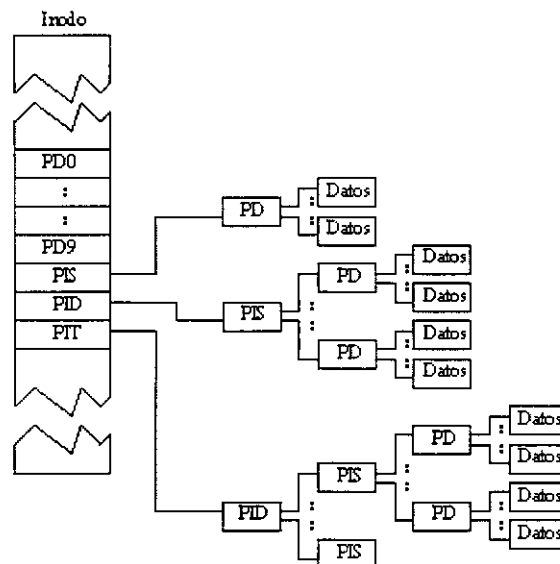 Inodo
PD0
:
:
PD9
PIS
PID
PIT
PD
Datos
:
Datos
PIS
:
PD
:
Datos
:
Datos
PD
Datos
:
Datos
PID
:
PIS
:
PIS
PD
:
Datos
:
Datos
PD
Datos
:
Datos